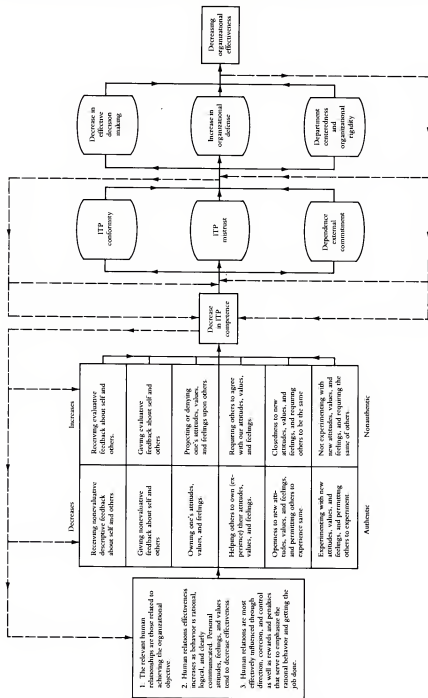 1. The relevant human
relationships are those related to
achieving the organizational
objective.
2. Human relations effectiveness
increases as behavior is rational,
logical, and clearly
communicated. Personal
attitudes, feelings, and values
tend to decrease effectiveness.
3. Human relations are most
effectively influenced through
direction, coercion, and control
as well as rewards and penalties
that serve to emphasize the
rational behavior and getting the
job done.
Decreases
Receiving nonevaluative
descriptive feedback
about self and others.
Giving nonevaluative
feedback about self and
others
Owning one's attitudes,
values, and feelings.
Helping others to own (ex-
perience) their attitudes,
values, and feelings.
Openness to new atti-
tudes, values, and feelings,
and permitting others to
experience same
Experimenting with new
attitudes, values, and
feelings, and permitting
others to experiment.
Authentic
Increases
Receiving evaluative
feedback about self and
others.
Giving evaluative
feedback about self and
others
Projecting or denying
one's attitudes, values,
and feelings upon others.
Requiring others to agree
with our attitudes, values,
and feelings.
Closedness to new
attitudes, values, and
feelings, and requiring
others to be the same
Not experimenting with
new attitudes, values, and
feelings, and requiring the
same of others.
Nonauthentic
Decrease
in ITP
competence
ITP
conformity
ITP
mistrust
Dependence
external
commitment
Decrease in
effective
decision
making
Increase in
organizational
defense
Department
centeredness
and
organizational
rigidity
Decreasing
organizational
effectiveness